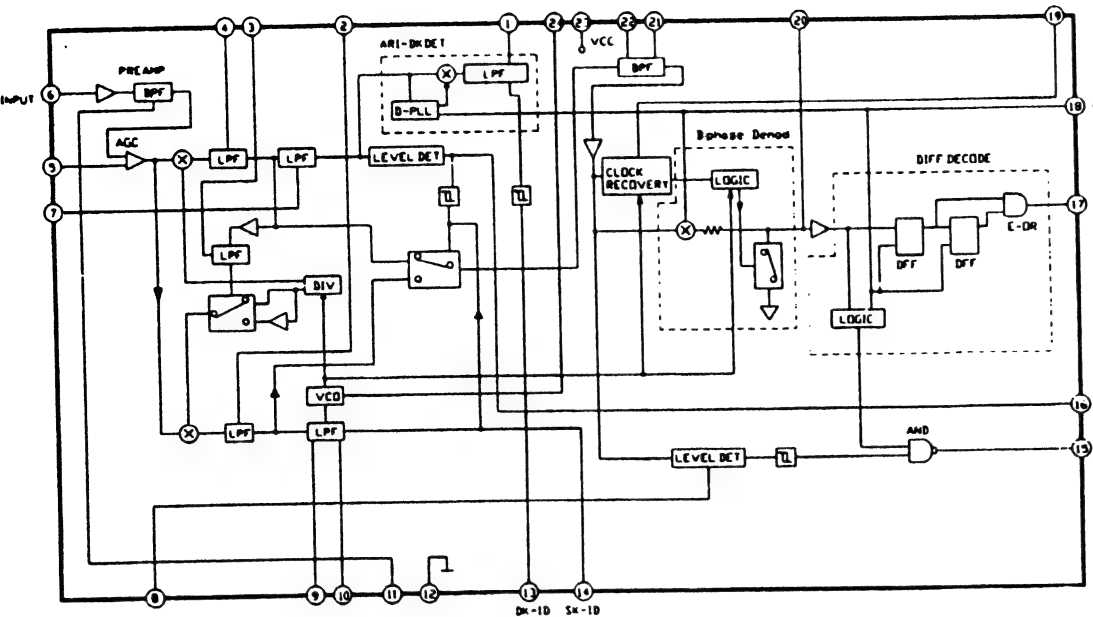 4 3 2 1 24 23 22 21 20 19
ARI-DKDET
VCC
PREAMP
LPF
BPF
INPUT 6
BPF
D-PLL
18
Bphase Demod
AGC
5
LPF
LPF
LEVEL DET
CLOCK
RECOVERY
LOGIC
DIFF DECODE
7
17
E-OR
LPF
DFF
DFF
DIV
LOGIC
VCO
16
LPF
LPF
AND
15
LEVEL DET
8 9 10 11 12 13 14
DK-ID SK-ID